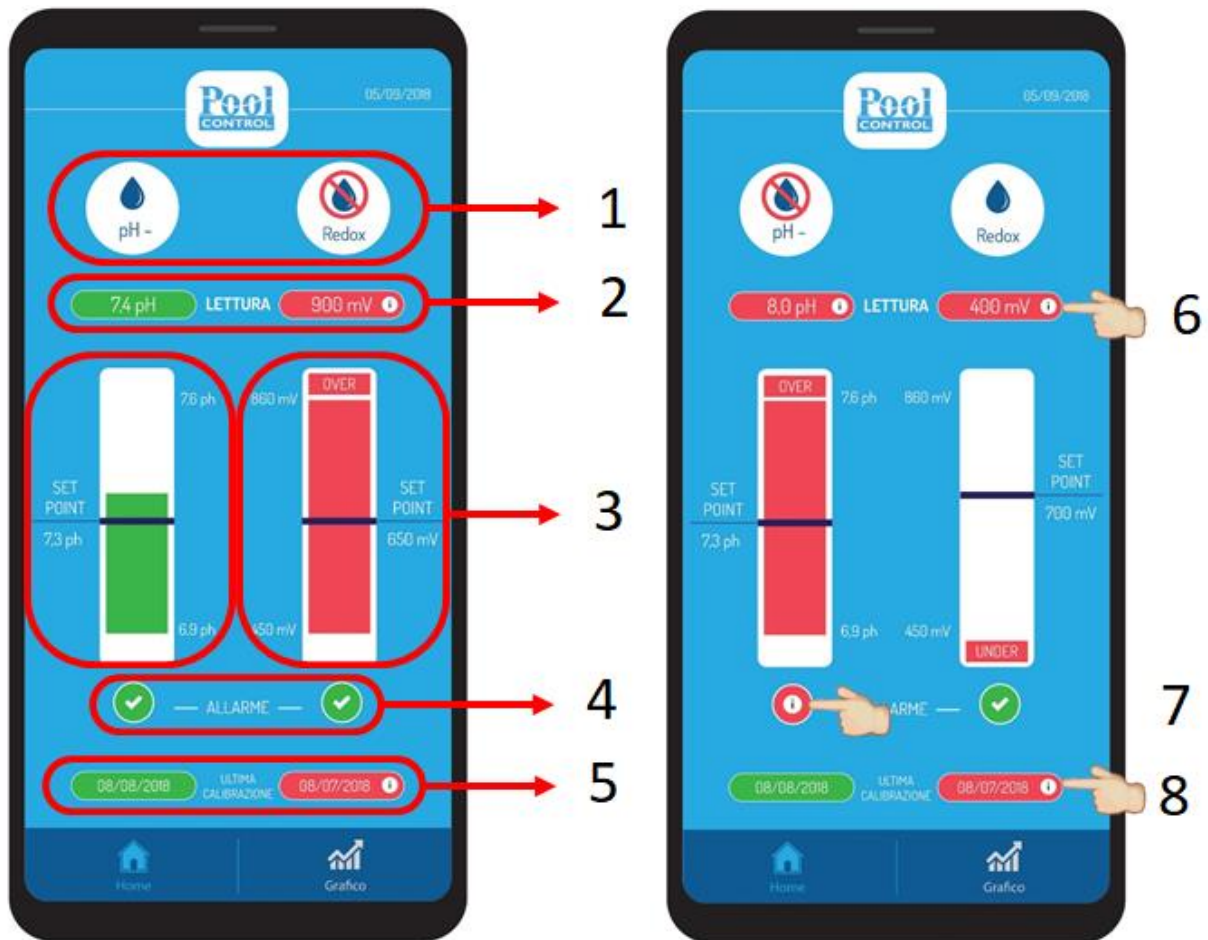 Pool
CONTROL
05/09/2018
pH -
Redox
1
7,4 pH
LETTURA
900 mV
i
2
7,6 ph
OVER
860 mV
SET
POINT
7,3 ph
SET
POINT
650 mV
3
6,9 ph
450 mV
ALLARME
4
08/08/2018
ULTIMA
CALIBRAZIONE
08/07/2018
i
5
Home
Grafico
Pool
CONTROL
05/09/2018
pH -
Redox
8,0 pH
i
LETTURA
400 mV
i
6
OVER
7,6 ph
860 mV
SET
POINT
7,3 ph
SET
POINT
700 mV
6,9 ph
450 mV
UNDER
i
ARME
7
08/08/2018
ULTIMA
CALIBRAZIONE
08/07/2018
i
8
Home
Grafico